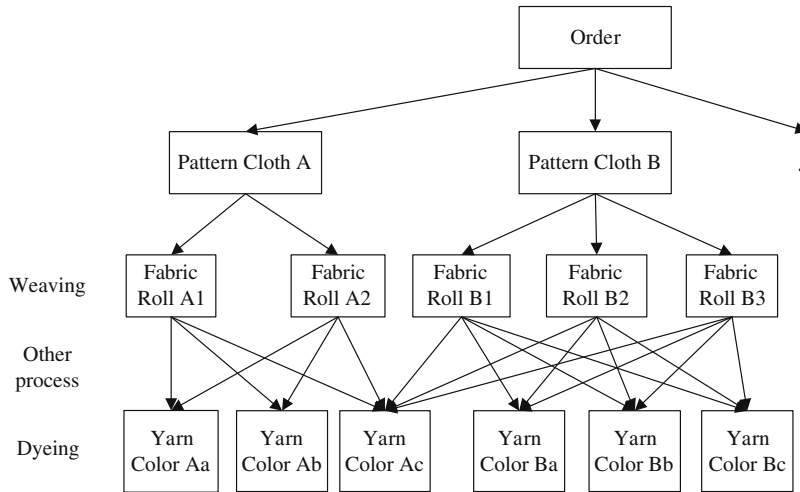 Order
Pattern Cloth A
Pattern Cloth B
Weaving
Fabric
Roll A1
Fabric
Roll A2
Fabric
Roll B1
Fabric
Roll B2
Fabric
Roll B3
Other
process
Dyeing
Yarn
Color Aa
Yarn
Color Ab
Yarn
Color Ac
Yarn
Color Ba
Yarn
Color Bb
Yarn
Color Bc